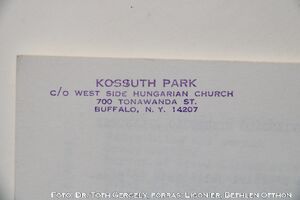 KOSSUTH PARK
C/O WEST SIDE HUNGARIAN CHURCH
700 TONAWANDA ST.
BUFFALO, N. Y. 14207
Foto: Dr. Tóth Gergely, forrás: Ligonier, Bethlen Otthon